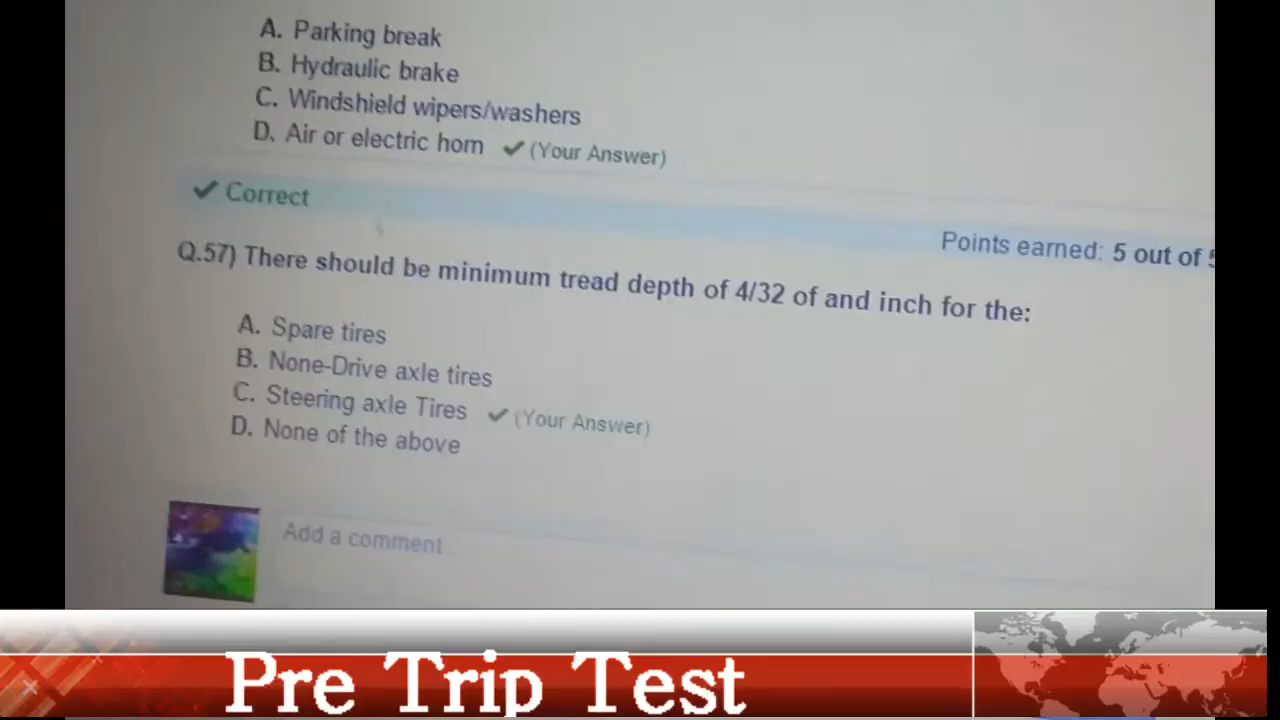 A. Parking break
B. Hydraulic brake
C. Windshield wipers/washers
D. Air or electric horn ✔ (Your Answer)
✔ Correct
Points earned: 5 out of 5
Q.57) There should be minimum tread depth of 4/32 of and inch for the:
A. Spare tires
B. None-Drive axle tires
C. Steering axle Tires ✔ (Your Answer)
D. None of the above
Add a comment...
Pre Trip Test